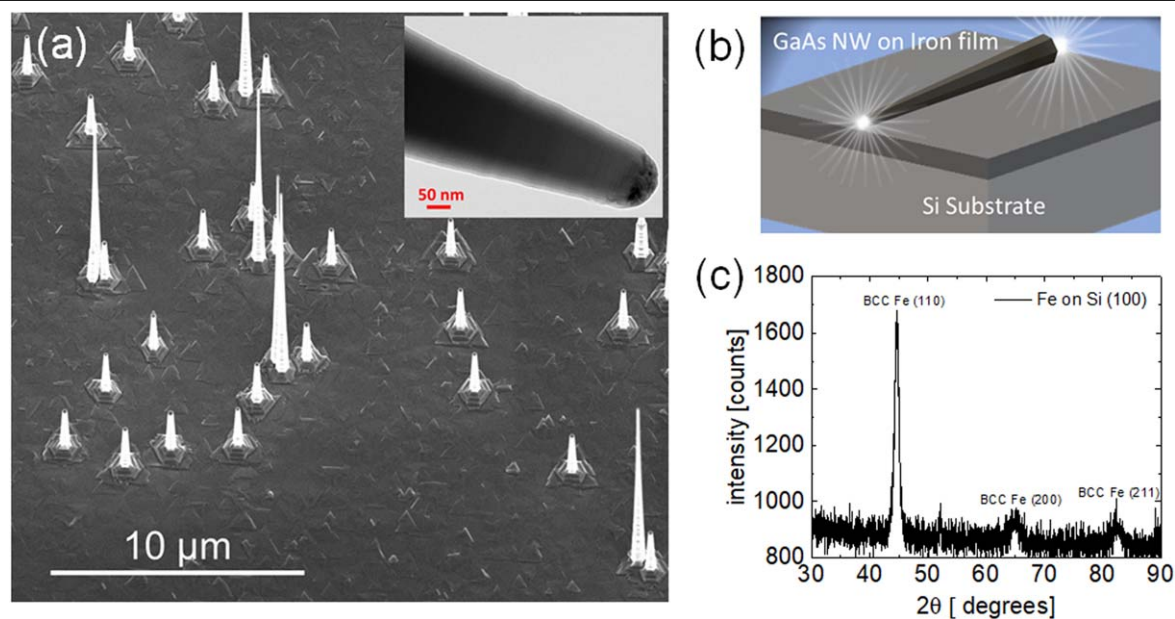 (a)
50 nm
10 μm
(b)
GaAs NW on Iron film
Si Substrate
(c)
1800
1600
1400
1200
1000
800
intensity [counts]
BCC Fe (110)
Fe on Si (100)
BCC Fe (200)
BCC Fe (211)
30 40 50 60 70 80 90
2θ [ degrees]